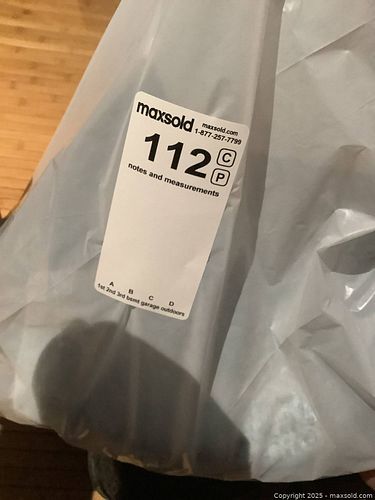 maxsold maxsold.com
1-877-257-7799
112 C
P
notes and measurements
A B C D
1st 2nd 3rd bsmt garage outdoors
Copyright 2025 - maxsold.com